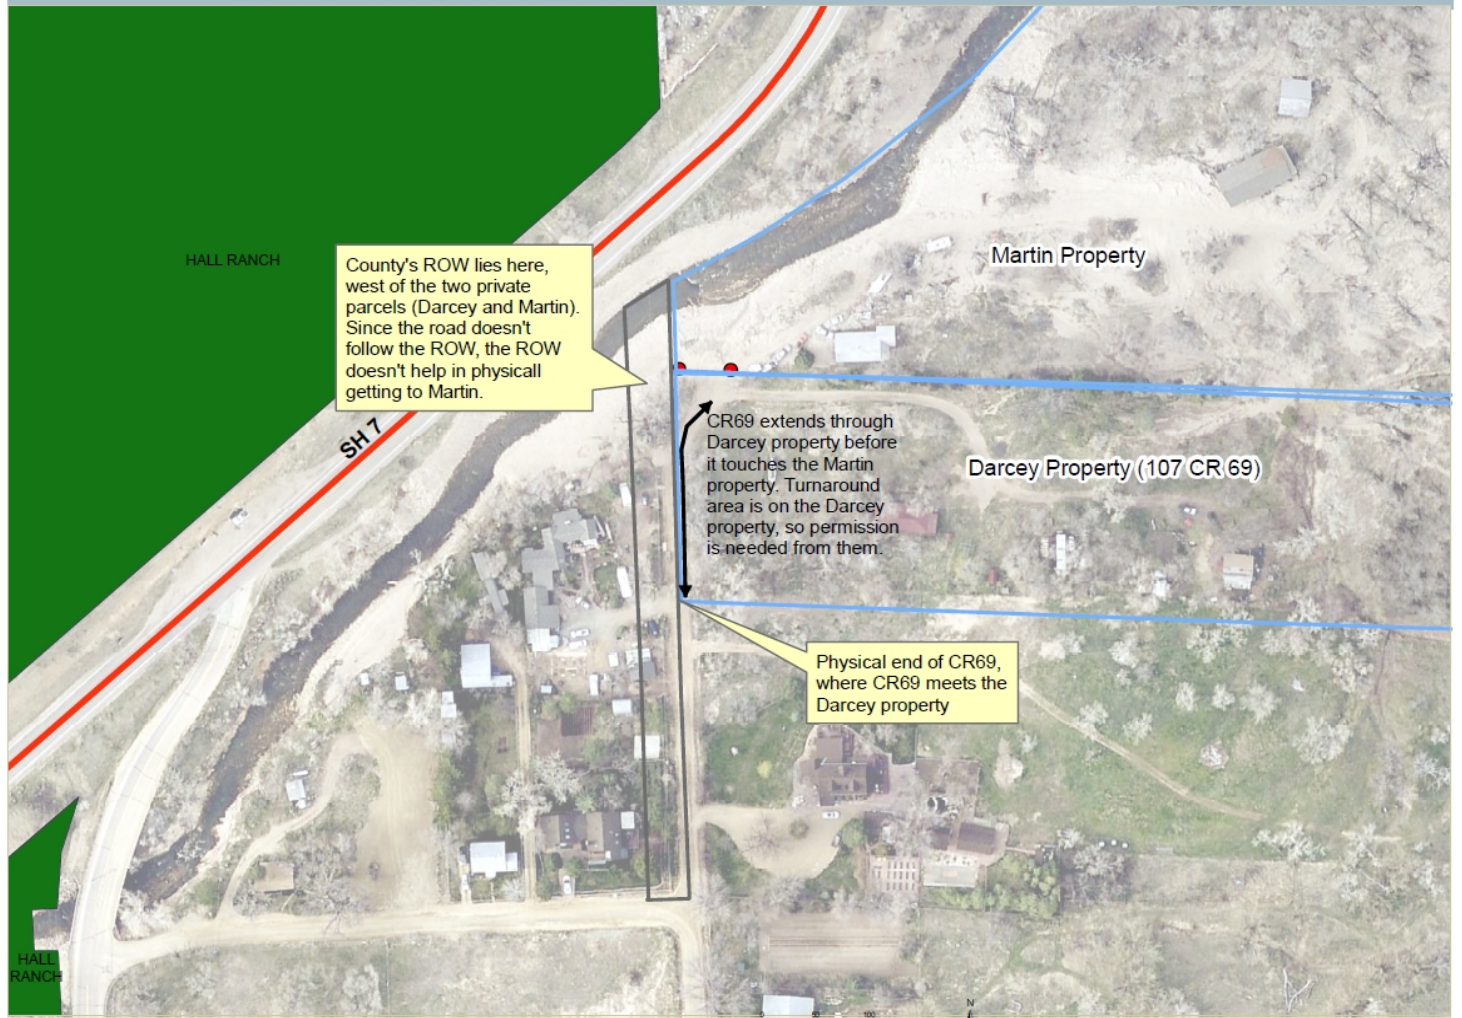 HALL RANCH
County's ROW lies here,
west of the two private
parcels (Darcey and Martin).
Since the road doesn't
follow the ROW, the ROW
doesn't help in physicall
getting to Martin.
Martin Property
SH 7
CR69 extends through
Darcey property before
it touches the Martin
property. Turnaround
area is on the Darcey
property, so permission
is needed from them.
Darcey Property (107 CR 69)
Physical end of CR69,
where CR69 meets the
Darcey property
HALL
RANCH
N
0 50 100